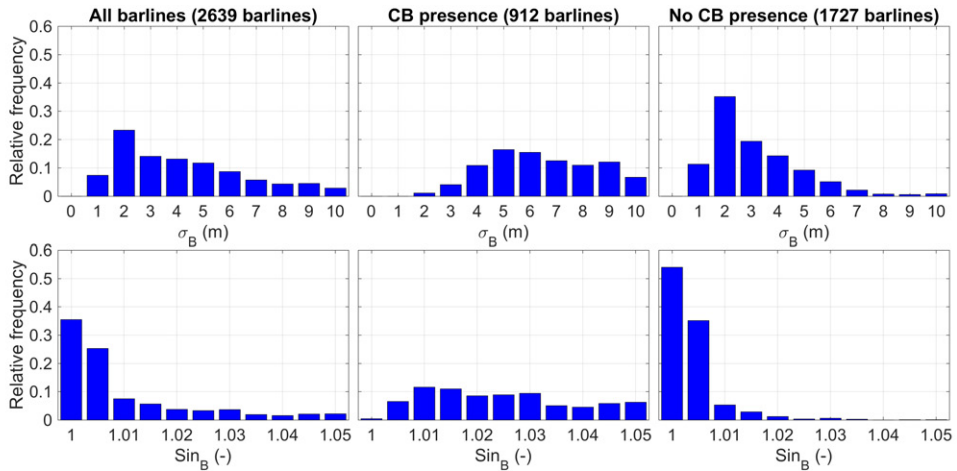 All barlines (2639 barlines) CB presence (912 barlines) No CB presence (1727 barlines)
Relative frequency
0.6
0.5
0.4
0.3
0.2
0.1
0
0 1 2 3 4 5 6 7 8 9 10 0 1 2 3 4 5 6 7 8 9 10 0 1 2 3 4 5 6 7 8 9 10
σB (m) σB (m) σB (m)
Relative frequency
0.6
0.5
0.4
0.3
0.2
0.1
0
1 1.01 1.02 1.03 1.04 1.05 1 1.01 1.02 1.03 1.04 1.05 1 1.01 1.02 1.03 1.04 1.05
SinB (-) SinB (-) SinB (-)